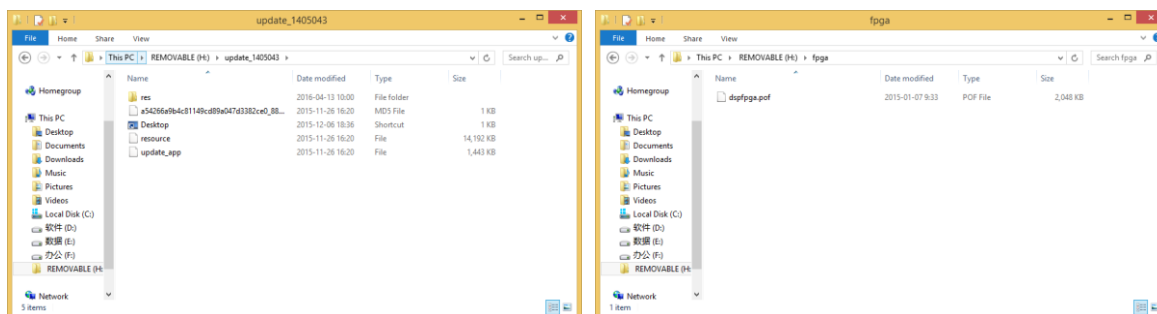 update_1405043
File Home Share View
This PC REMOVABLE (H:) update_1405043 Search up...
Name Date modified Type Size
res 2016-04-13 10:00 File folder
a54266a9b4c81149cd89a047d3382ce0_88... 2015-11-26 16:20 MD5 File 1 KB
Desktop 2015-12-06 18:36 Shortcut 1 KB
resource 2015-11-26 16:20 File 14,192 KB
update_app 2015-11-26 16:20 File 1,443 KB
Homegroup
This PC
Desktop
Documents
Downloads
Music
Pictures
Videos
Local Disk (C:)
软件 (D:)
数据 (E:)
办公 (F:)
REMOVABLE (H:
Network
5 items
fpga
File Home Share View
This PC REMOVABLE (H:) fpga Search fpga
Name Date modified Type Size
dspfpga.pof 2015-01-07 9:33 POF File 2,048 KB
Homegroup
This PC
Desktop
Documents
Downloads
Music
Pictures
Videos
Local Disk (C:)
软件 (D:)
数据 (E:)
办公 (F:)
REMOVABLE (H:
Network
1 item